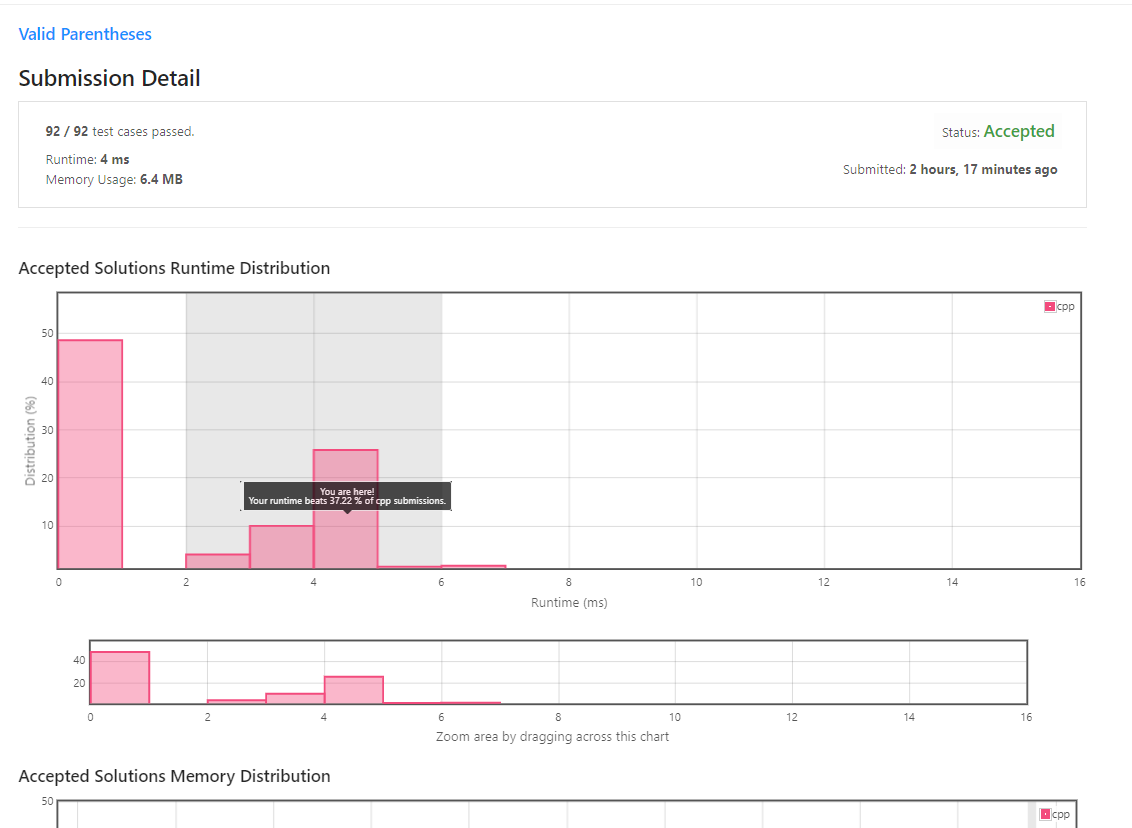 Valid Parentheses
Submission Detail
92 / 92 test cases passed.
Status: Accepted
Runtime: 4 ms
Submitted: 2 hours, 17 minutes ago
Memory Usage: 6.4 MB
Accepted Solutions Runtime Distribution
cpp
50
40
30
20
10
Distribution (%)
You are here!
Your runtime beats 37.22 % of cpp submissions.
0 2 4 6 8 10 12 14 16
Runtime (ms)
40
20
0 2 4 6 8 10 12 14 16
Zoom area by dragging across this chart
Accepted Solutions Memory Distribution
50
cpp